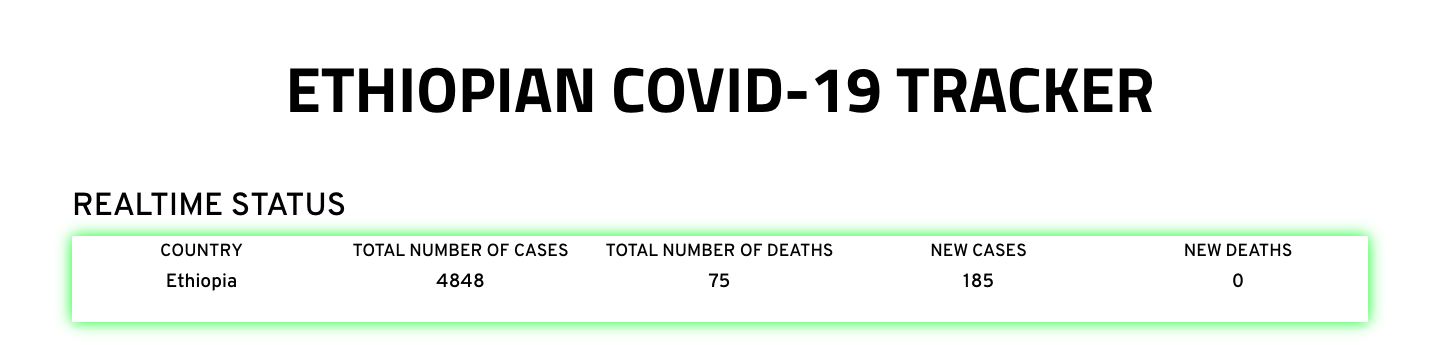 ETHIOPIAN COVID-19 TRACKER
REALTIME STATUS
COUNTRY TOTAL NUMBER OF CASES TOTAL NUMBER OF DEATHS NEW CASES NEW DEATHS
Ethiopia 4848 75 185 0